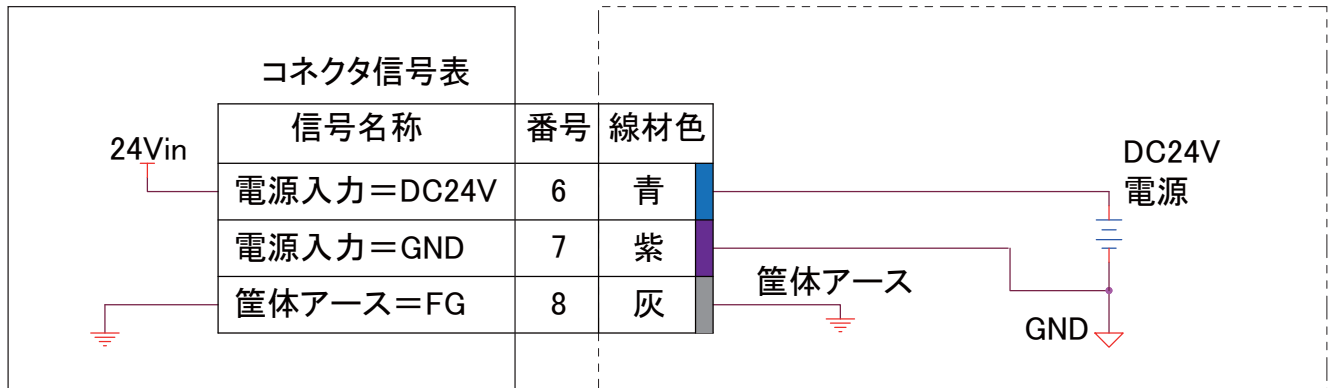 コネクタ信号表
信号名称 番号 線材色
24Vin
電源入力=DC24V 6 青
電源入力=GND 7 紫
筐体アース=FG 8 灰
筐体アース
DC24V
電源
GND